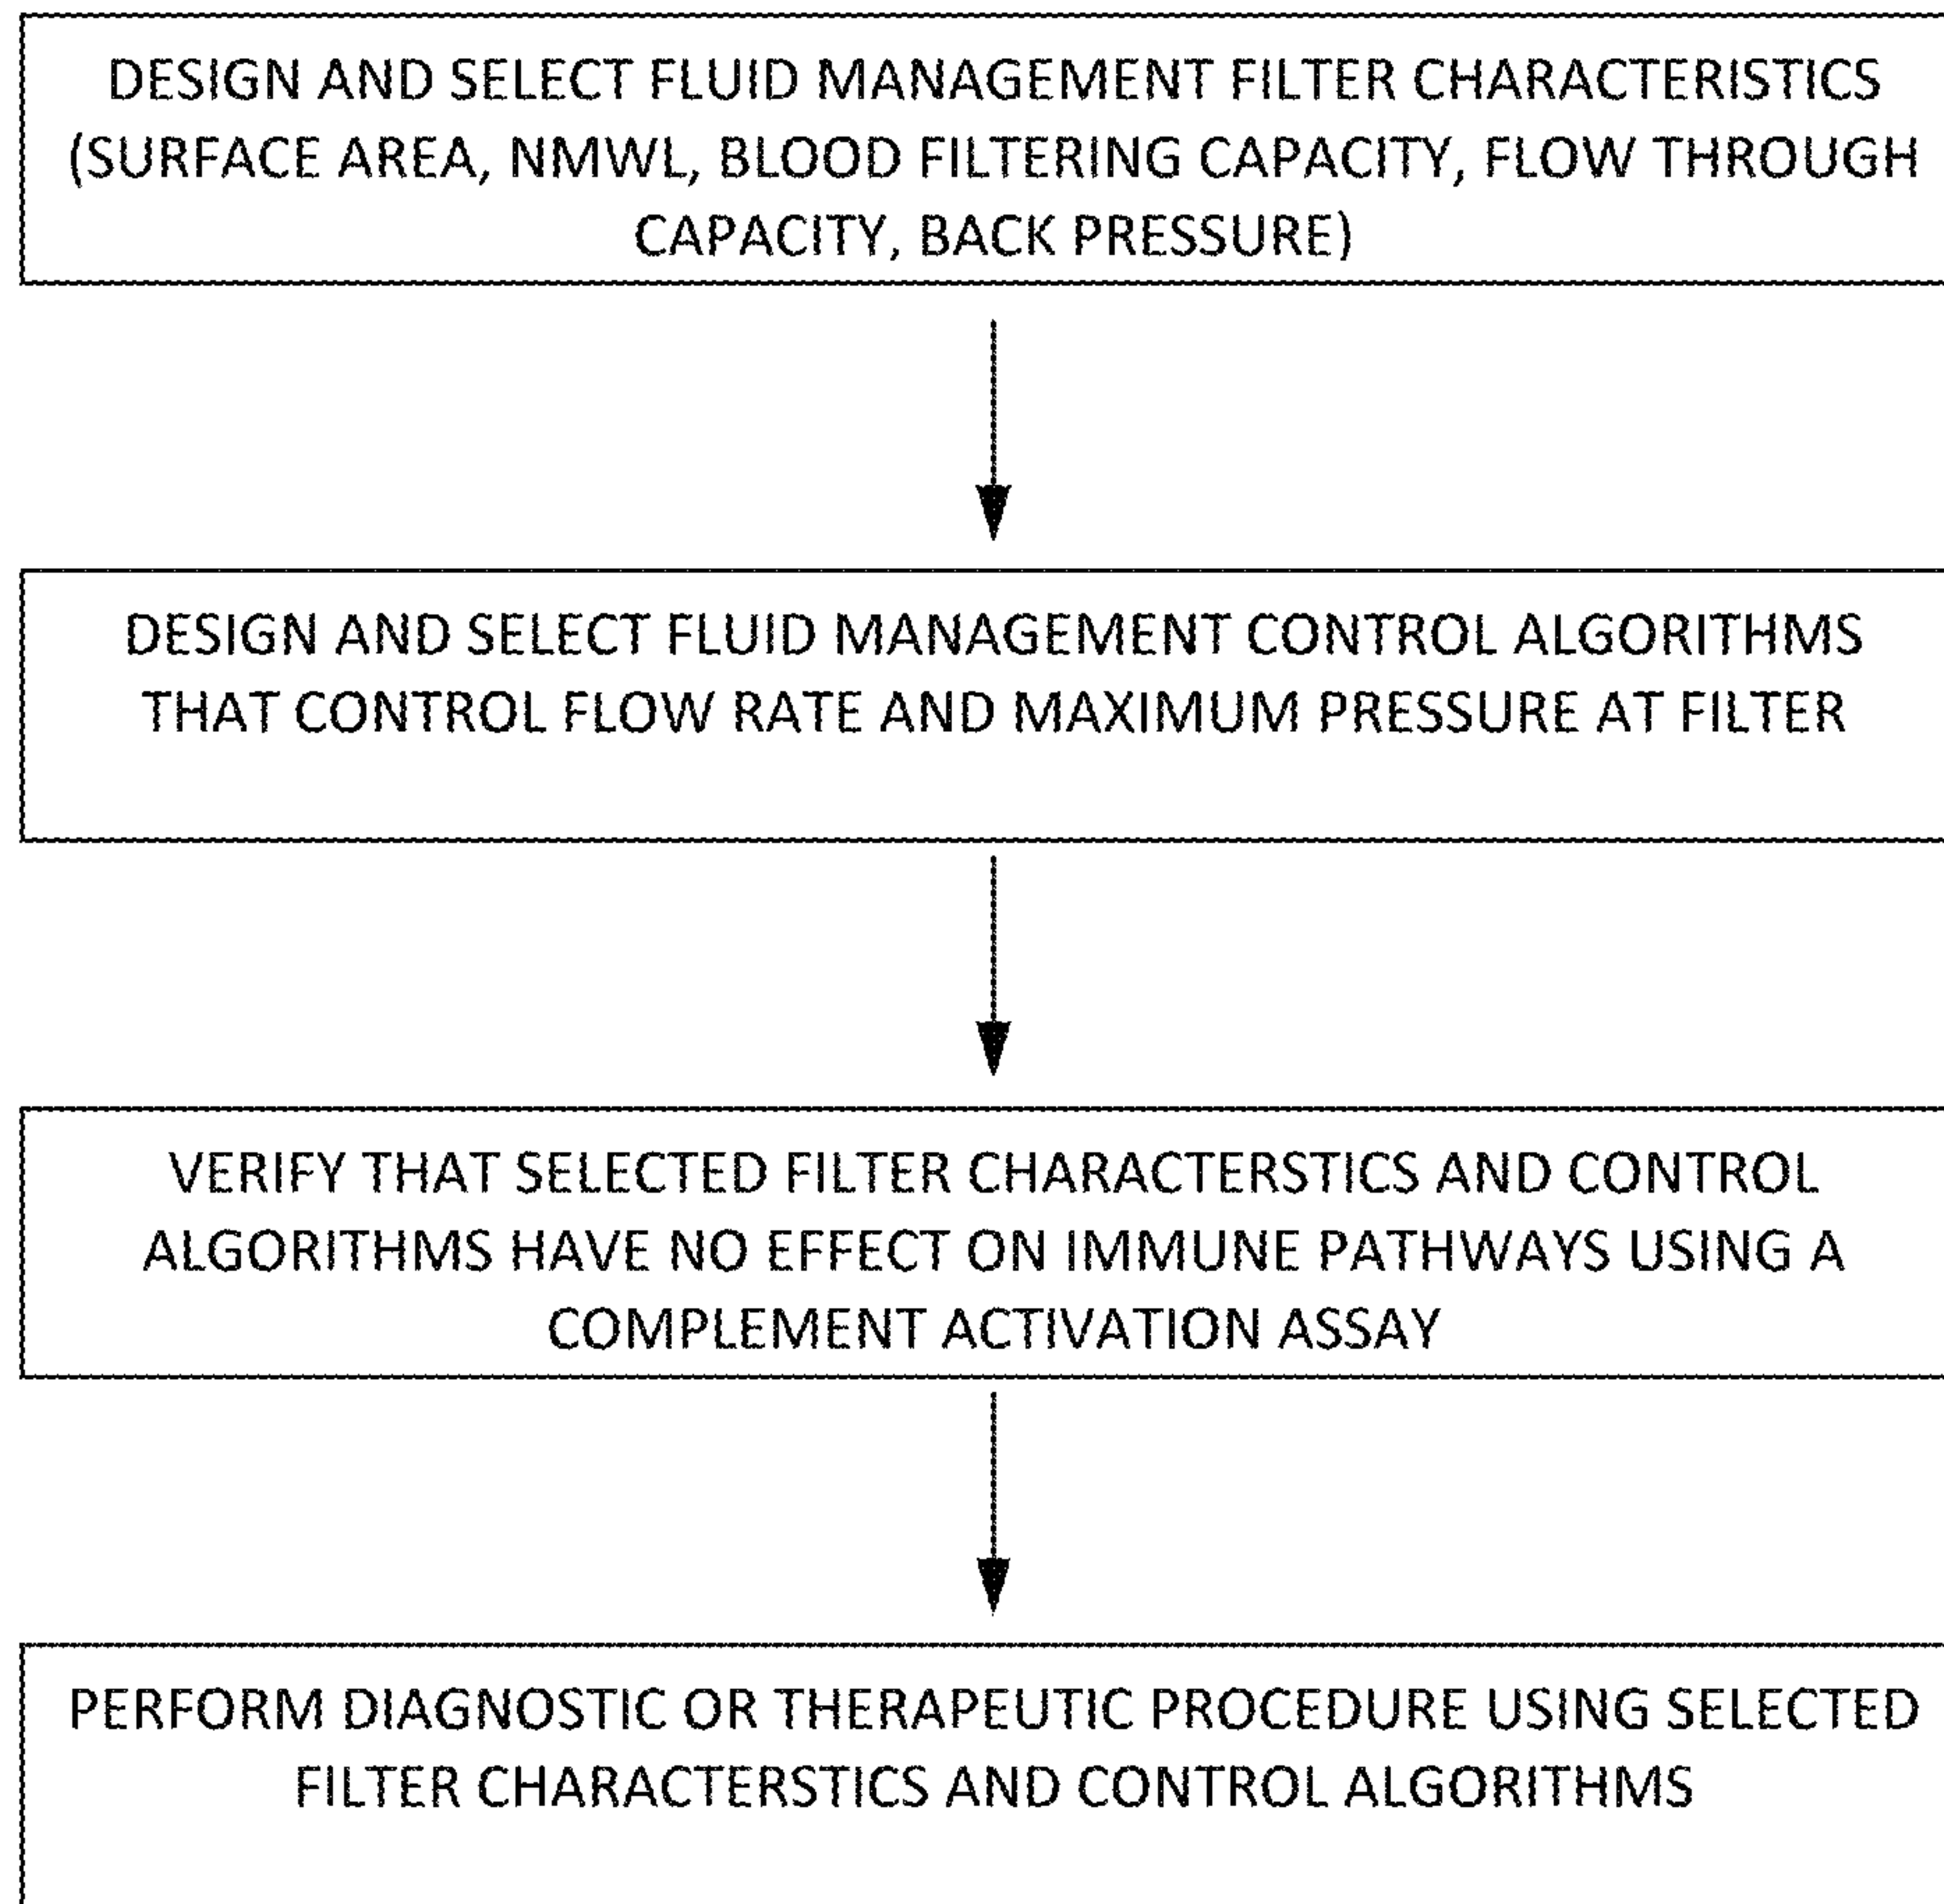 DESIGN AND SELECT FLUID MANAGEMENT FILTER CHARACTERISTICS
(SURFACE AREA, NMWL, BLOOD FILTERING CAPACITY, FLOW THROUGH
CAPACITY, BACK PRESSURE)
DESIGN AND SELECT FLUID MANAGEMENT CONTROL ALGORITHMS
THAT CONTROL FLOW RATE AND MAXIMUM PRESSURE AT FILTER
VERIFY THAT SELECTED FILTER CHARACTERSTICS AND CONTROL
ALGORITHMS HAVE NO EFFECT ON IMMUNE PATHWAYS USING A
COMPLEMENT ACTIVATION ASSAY
PERFORM DIAGNOSTIC OR THERAPEUTIC PROCEDURE USING SELECTED
FILTER CHARACTERSTICS AND CONTROL ALGORITHMS